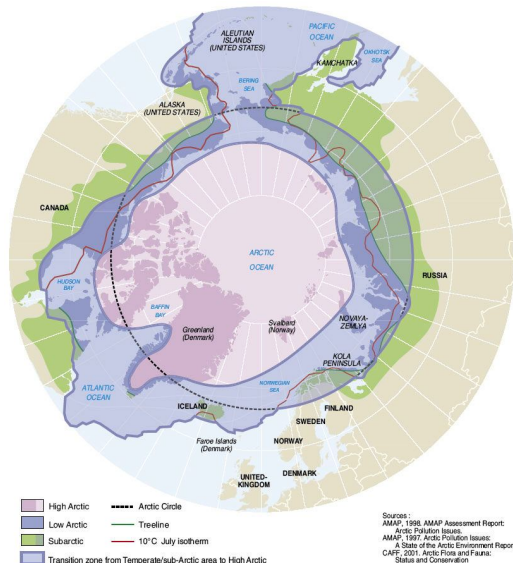 PACIFIC
OCEAN
ALEUTIAN
ISLANDS
(UNITED STATES)
OKHOTSK
SEA
KAMCHATKA
BERING
SEA
ALASKA
(UNITED STATES)
CANADA
ARCTIC
OCEAN
RUSSIA
HUDSON
BAY
BAFFIN
BAY
NOVAYA-
ZEMLYA
Greenland
(Denmark)
Svalbard
(Norway)
KOLA
PENINSULA
ATLANTIC
OCEAN
NORWEGIAN
SEA
ICELAND
FINLAND
SWEDEN
Faroe Islands
(Denmark)
NORWAY
UNITED-
KINGDOM
DENMARK
High Arctic
Arctic Circle
Low Arctic
Treeline
Subarctic
10°C July isotherm
Transition zone from Temperate/sub-Arctic area to High Arctic
Sources :
AMAP, 1998. AMAP Assessment Report:
Arctic Pollution Issues.
AMAP, 1997. Arctic Pollution Issues:
A State of the Arctic Environment Repor
CAFF, 2001. Arctic Flora and Fauna:
Status and Conservation